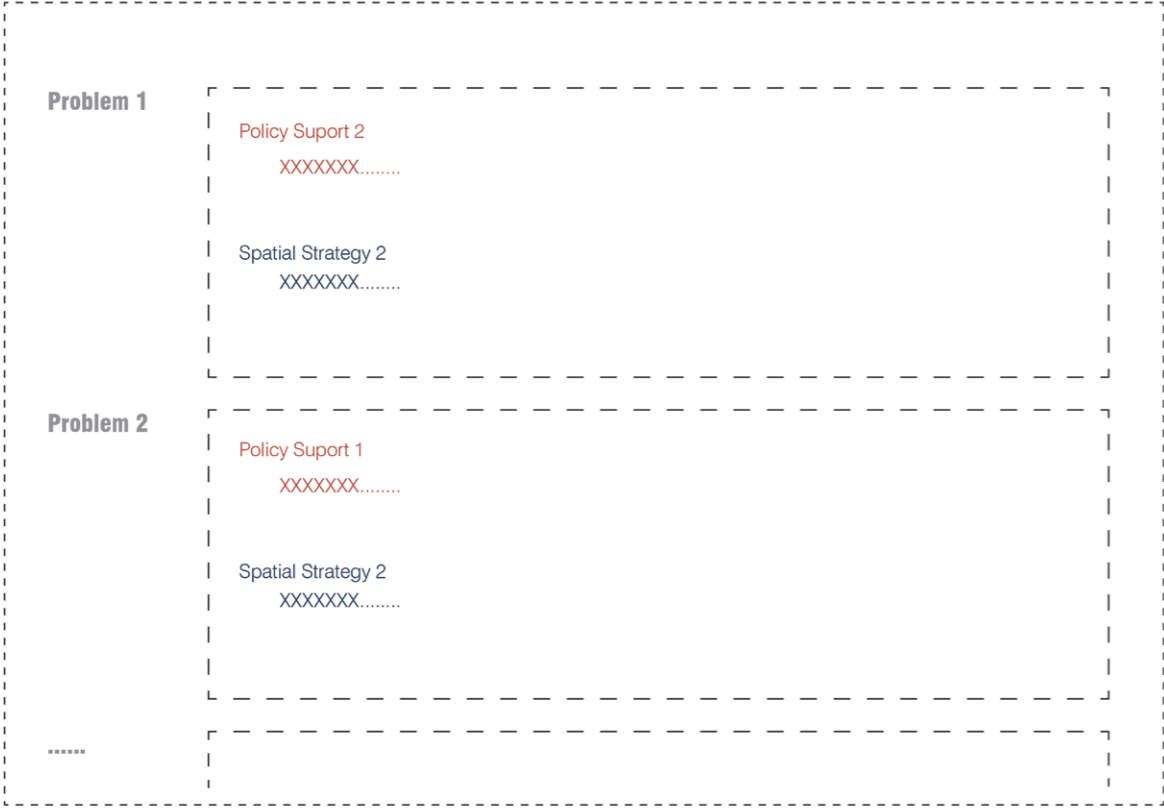 Problem 1
Policy Suport 2
XXXXXXX........
Spatial Strategy 2
XXXXXXX........
Problem 2
Policy Suport 1
XXXXXXX........
Spatial Strategy 2
XXXXXXX........
......